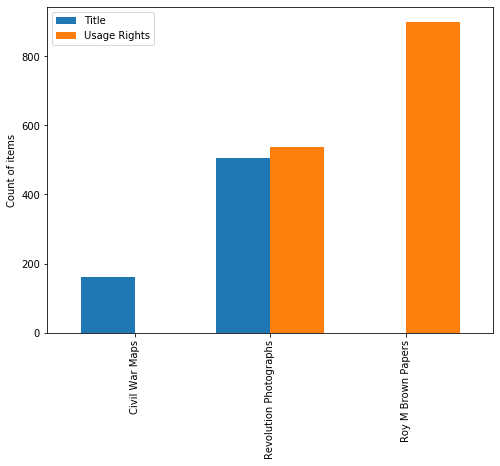 Title
Usage Rights
Count of items
800
600
400
200
0
Civil War Maps
Revolution Photographs
Roy M Brown Papers